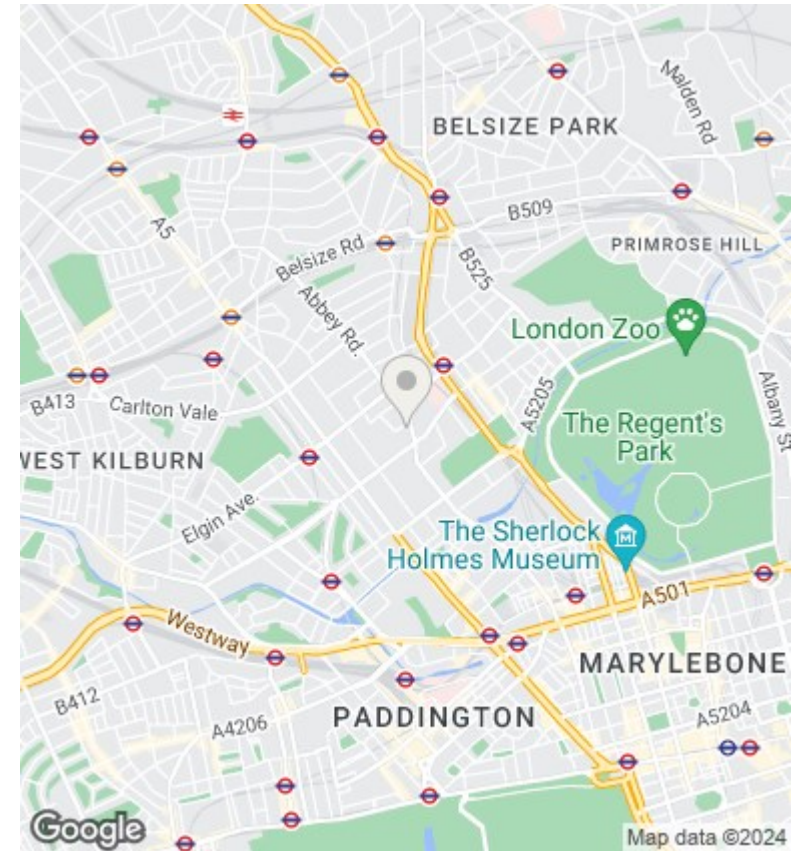 Malden Rd
BELSIZE PARK
A5
B509
PRIMROSE HILL
Belsize Rd
B525
Abbey Rd.
London Zoo
A5205
Albany St
B413
Carlton Vale
The Regent's
Park
WEST KILBURN
Elgin Ave.
The Sherlock
Holmes Museum
A501
Westway
MARYLEBONE
B412
A4206
PADDINGTON
A5204
Google
Map data ©2024